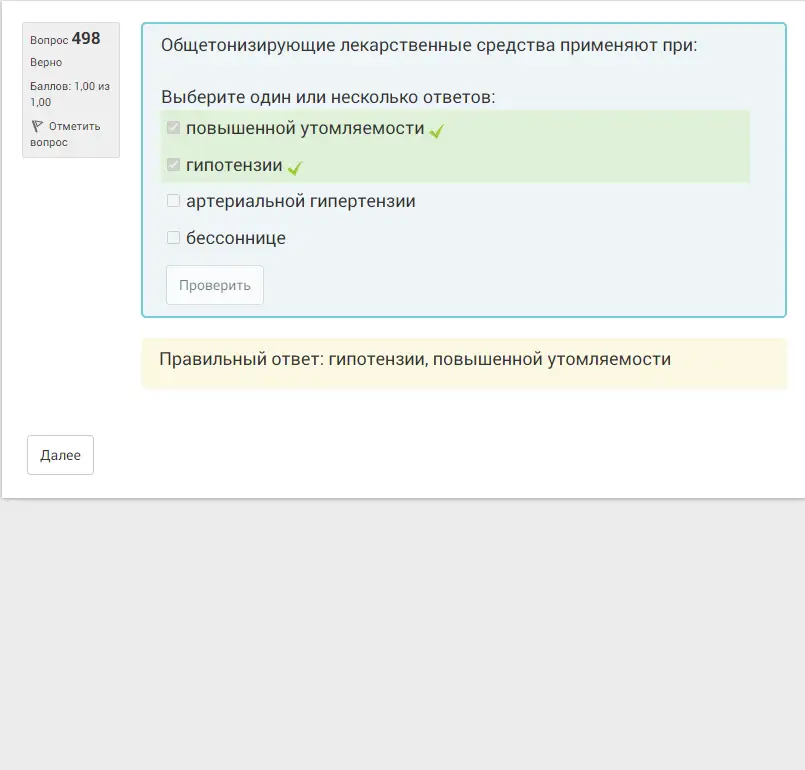 Вопрос 498
Верно
Баллов: 1,00 из
1,00
Отметить
вопрос
Общетонизирующие лекарственные средства применяют при:
Выберите один или несколько ответов:
повышенной утомляемости
гипотензии
артериальной гипертензии
бессоннице
Проверить
Правильный ответ: гипотензии, повышенной утомляемости
Далее